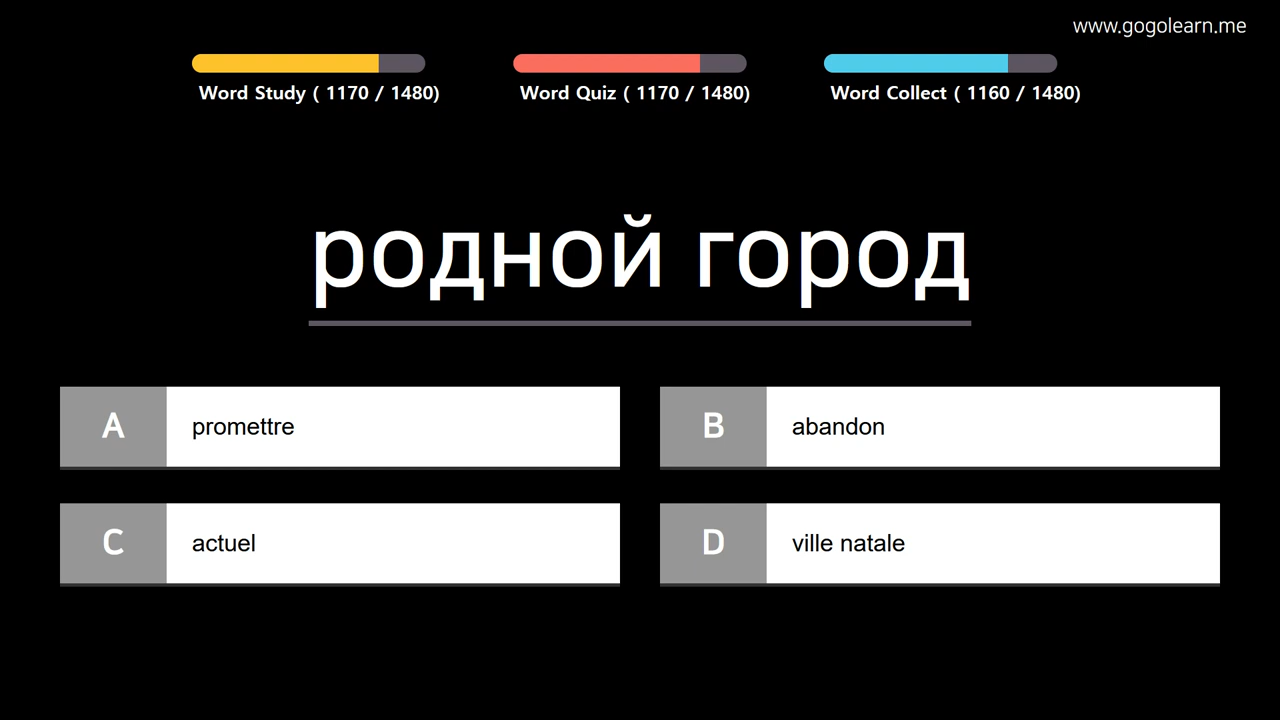 www.gogolearn.me
Word Study ( 1170 / 1480)
Word Quiz ( 1170 / 1480)
Word Collect ( 1160 / 1480)
родной город
A promettre
B abandon
C actuel
D ville natale